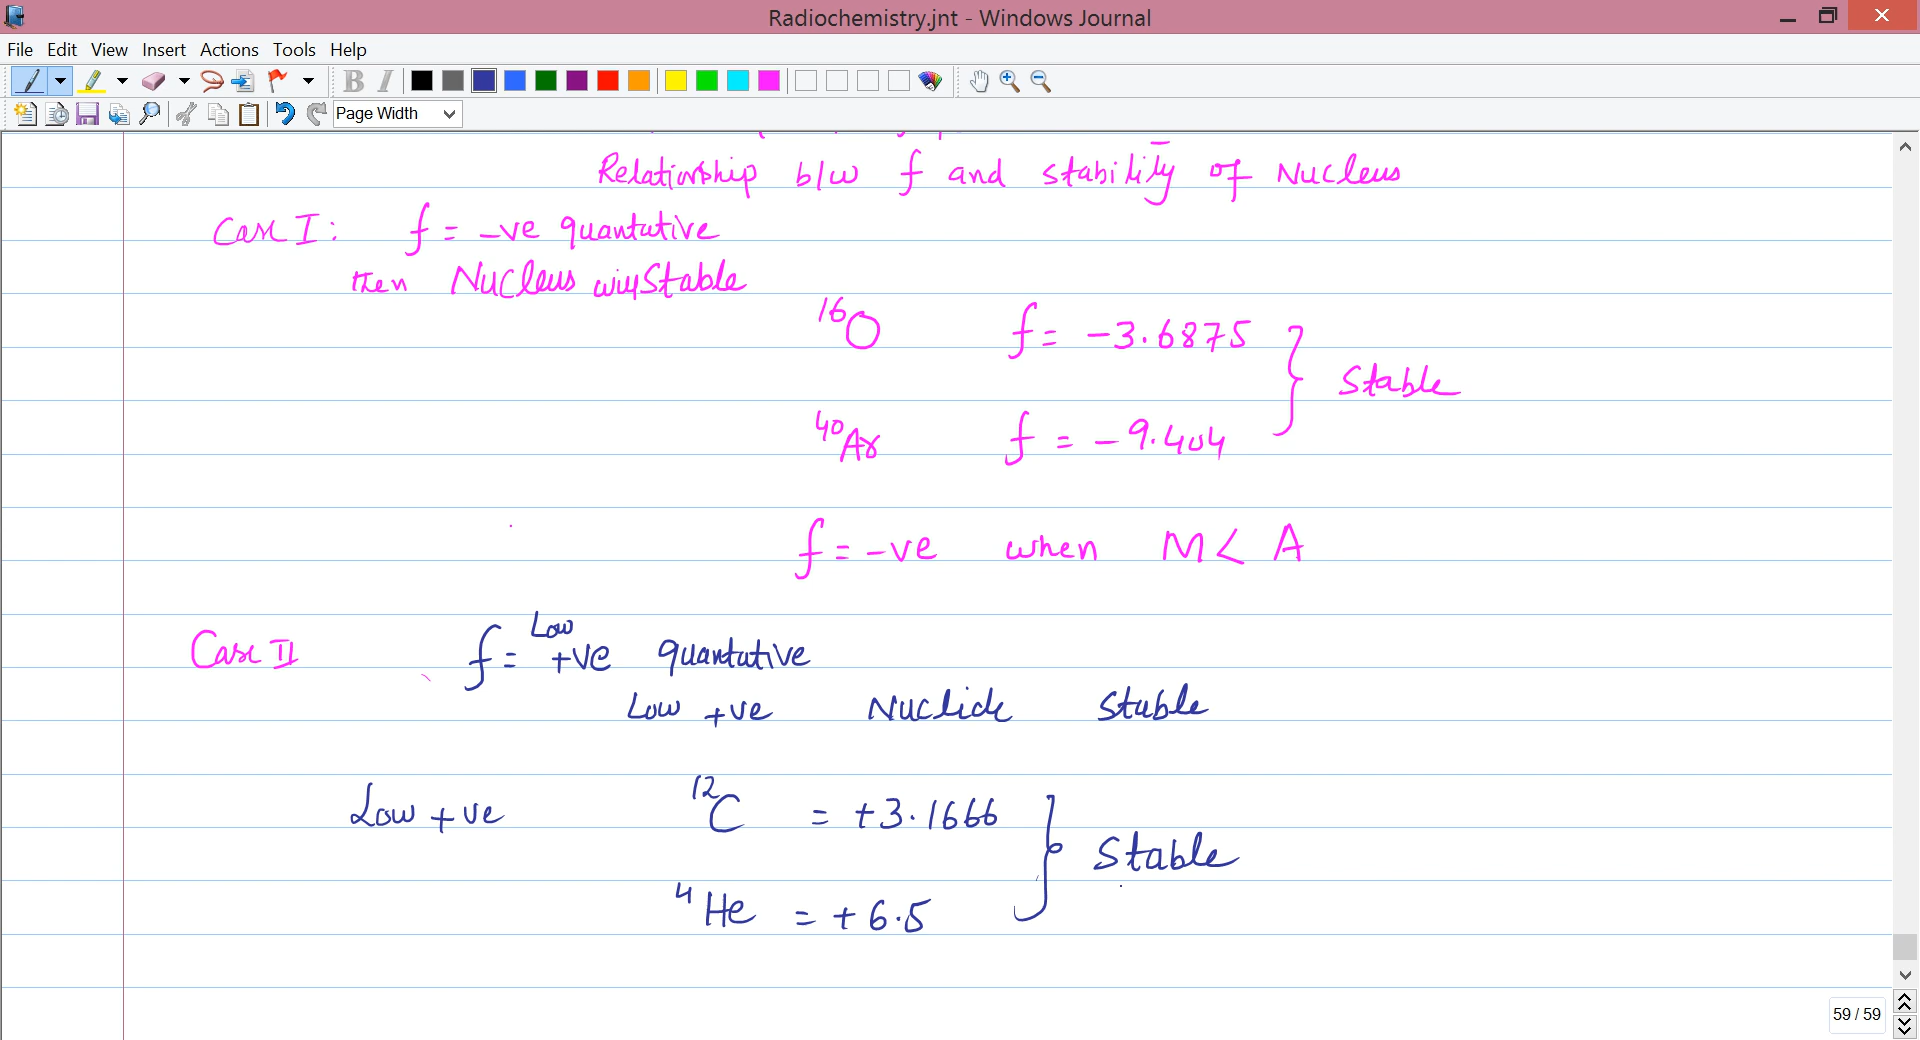 Radiochemistry.jnt - Windows Journal
File Edit View Insert Actions Tools Help
B I
Page Width
Relationship b/w f and stability of Nucleus
Case I: f = -ve quantative
then Nucleus will Stable
16O f = -3.6875
Stable
40Ar f = -9.404
f = -ve when M < A
Case II f = Low +ve quantative
Low +ve Nuclide Stable
Low +ve 12C = +3.1666
Stable
4He = +6.5
59 / 59